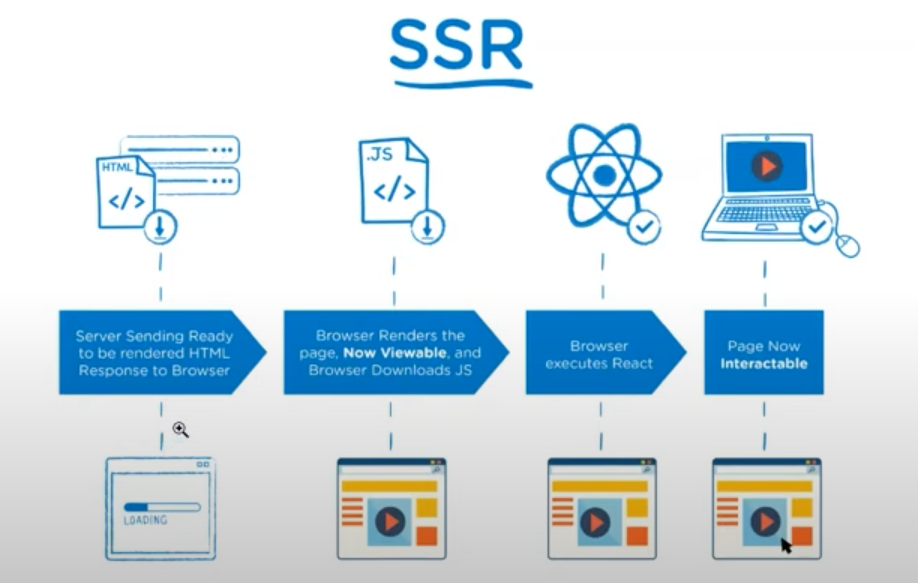 SSR
HTML
</>
.JS
</>
Server Sending Ready
to be rendered HTML
Response to Browser
Browser Renders the
page, Now Viewable, and
Browser Downloads JS
Browser
executes React
Page Now
Interactable
LOADING